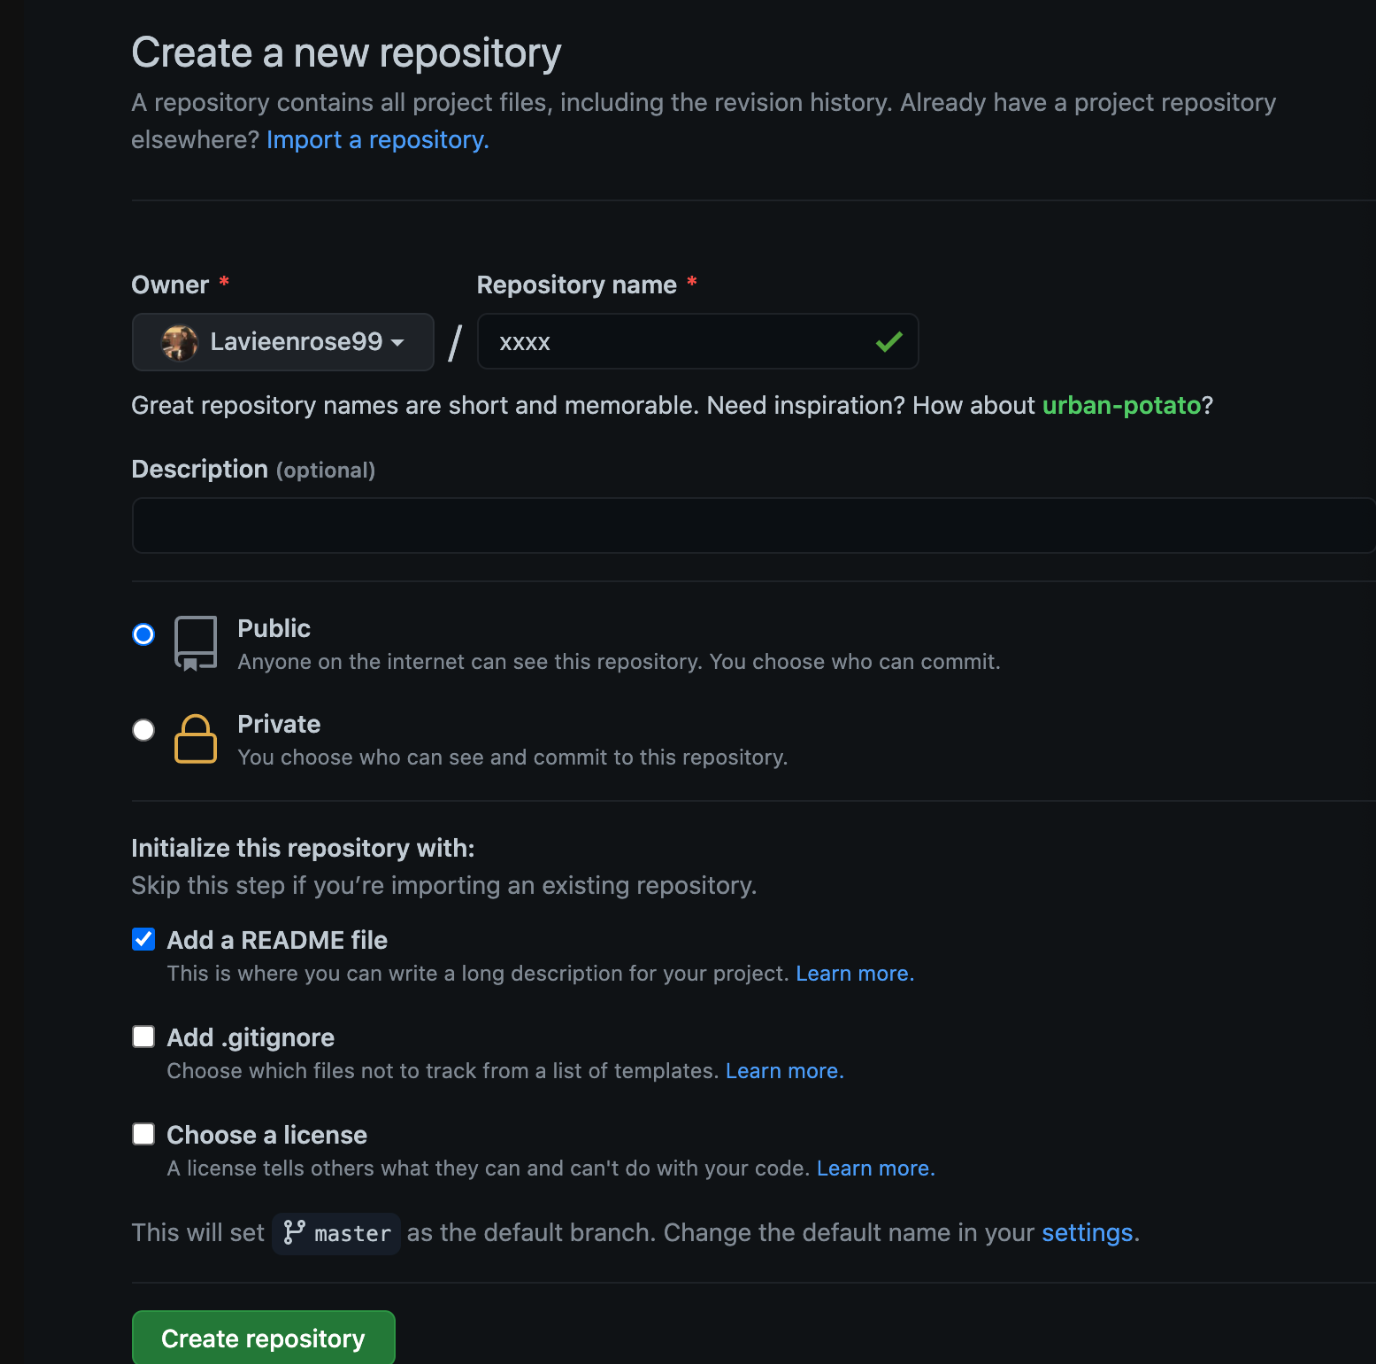 Create a new repository
A repository contains all project files, including the revision history. Already have a project repository
elsewhere? Import a repository.
Owner * Repository name *
Lavieenrose99 / xxxx
Great repository names are short and memorable. Need inspiration? How about urban-potato?
Description (optional)
Public
Anyone on the internet can see this repository. You choose who can commit.
Private
You choose who can see and commit to this repository.
Initialize this repository with:
Skip this step if you’re importing an existing repository.
Add a README file
This is where you can write a long description for your project. Learn more.
Add .gitignore
Choose which files not to track from a list of templates. Learn more.
Choose a license
A license tells others what they can and can't do with your code. Learn more.
This will set master as the default branch. Change the default name in your settings.
Create repository